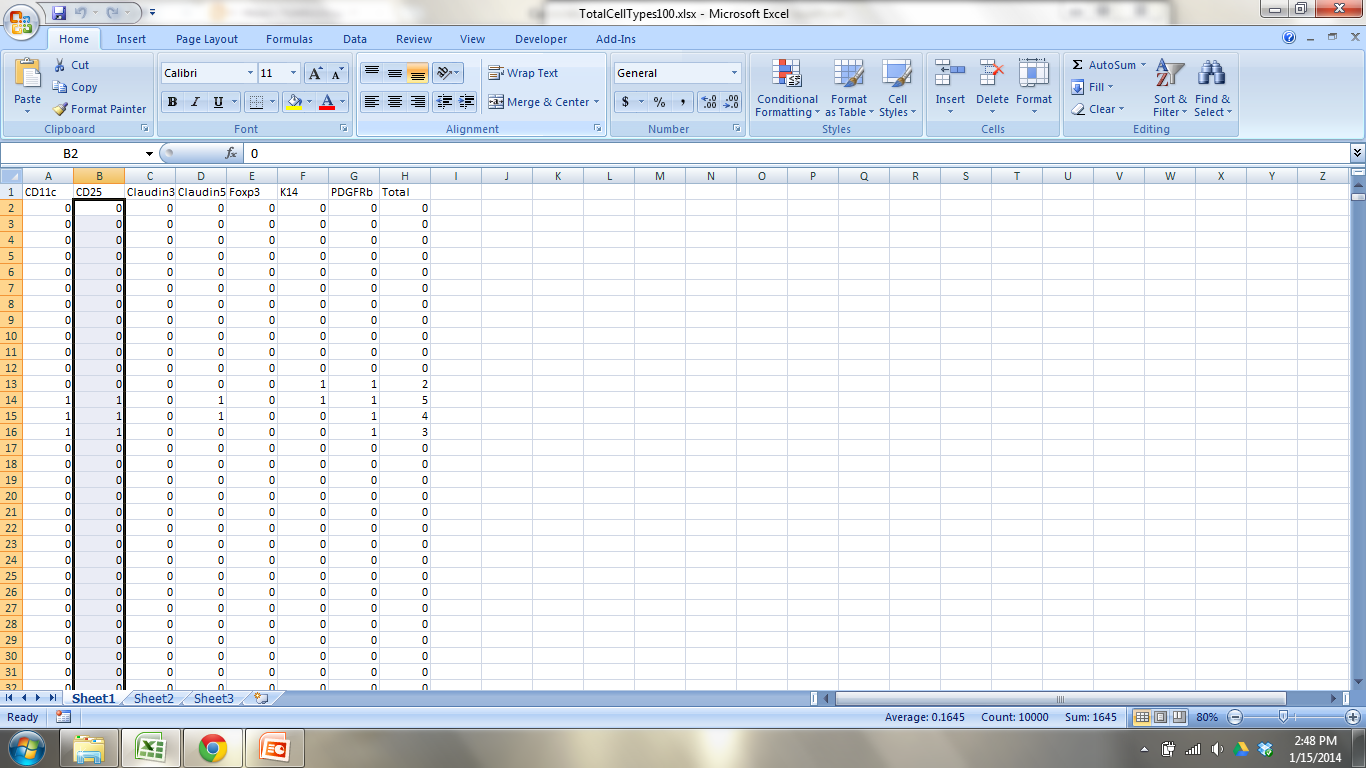 TotalCellTypes100.xlsx - Microsoft Excel
Home Insert Page Layout Formulas Data Review View Developer Add-Ins
Paste Cut Copy Format Painter Clipboard
Calibri 11 B I U A A A Font
Wrap Text Merge & Center Alignment
General $ % , .0 .00 .00 .0 Number
Conditional Formatting Format as Table Cell Styles Styles
Insert Delete Format Cells
Σ AutoSum Fill Clear Sort & Filter Find & Select Editing
B2 fx 0
A B C D E F G H I J K L M N O P Q R S T U V W X Y Z
1 CD11c CD25 Claudin3 Claudin5 Foxp3 K14 PDGFRb Total
2 0 0 0 0 0 0 0 0
3 0 0 0 0 0 0 0 0
4 0 0 0 0 0 0 0 0
5 0 0 0 0 0 0 0 0
6 0 0 0 0 0 0 0 0
7 0 0 0 0 0 0 0 0
8 0 0 0 0 0 0 0 0
9 0 0 0 0 0 0 0 0
10 0 0 0 0 0 0 0 0
11 0 0 0 0 0 0 0 0
12 0 0 0 0 0 0 0 0
13 0 0 0 0 0 1 1 2
14 1 1 0 1 0 1 1 5
15 1 1 0 1 0 0 1 4
16 1 1 0 0 0 0 1 3
17 0 0 0 0 0 0 0 0
18 0 0 0 0 0 0 0 0
19 0 0 0 0 0 0 0 0
20 0 0 0 0 0 0 0 0
21 0 0 0 0 0 0 0 0
22 0 0 0 0 0 0 0 0
23 0 0 0 0 0 0 0 0
24 0 0 0 0 0 0 0 0
25 0 0 0 0 0 0 0 0
26 0 0 0 0 0 0 0 0
27 0 0 0 0 0 0 0 0
28 0 0 0 0 0 0 0 0
29 0 0 0 0 0 0 0 0
30 0 0 0 0 0 0 0 0
31 0 0 0 0 0 0 0 0
32 0 0 0 0 0 0 0 0
Sheet1 Sheet2 Sheet3
Ready Average: 0.1645 Count: 10000 Sum: 1645 80%
2:48 PM
1/15/2014